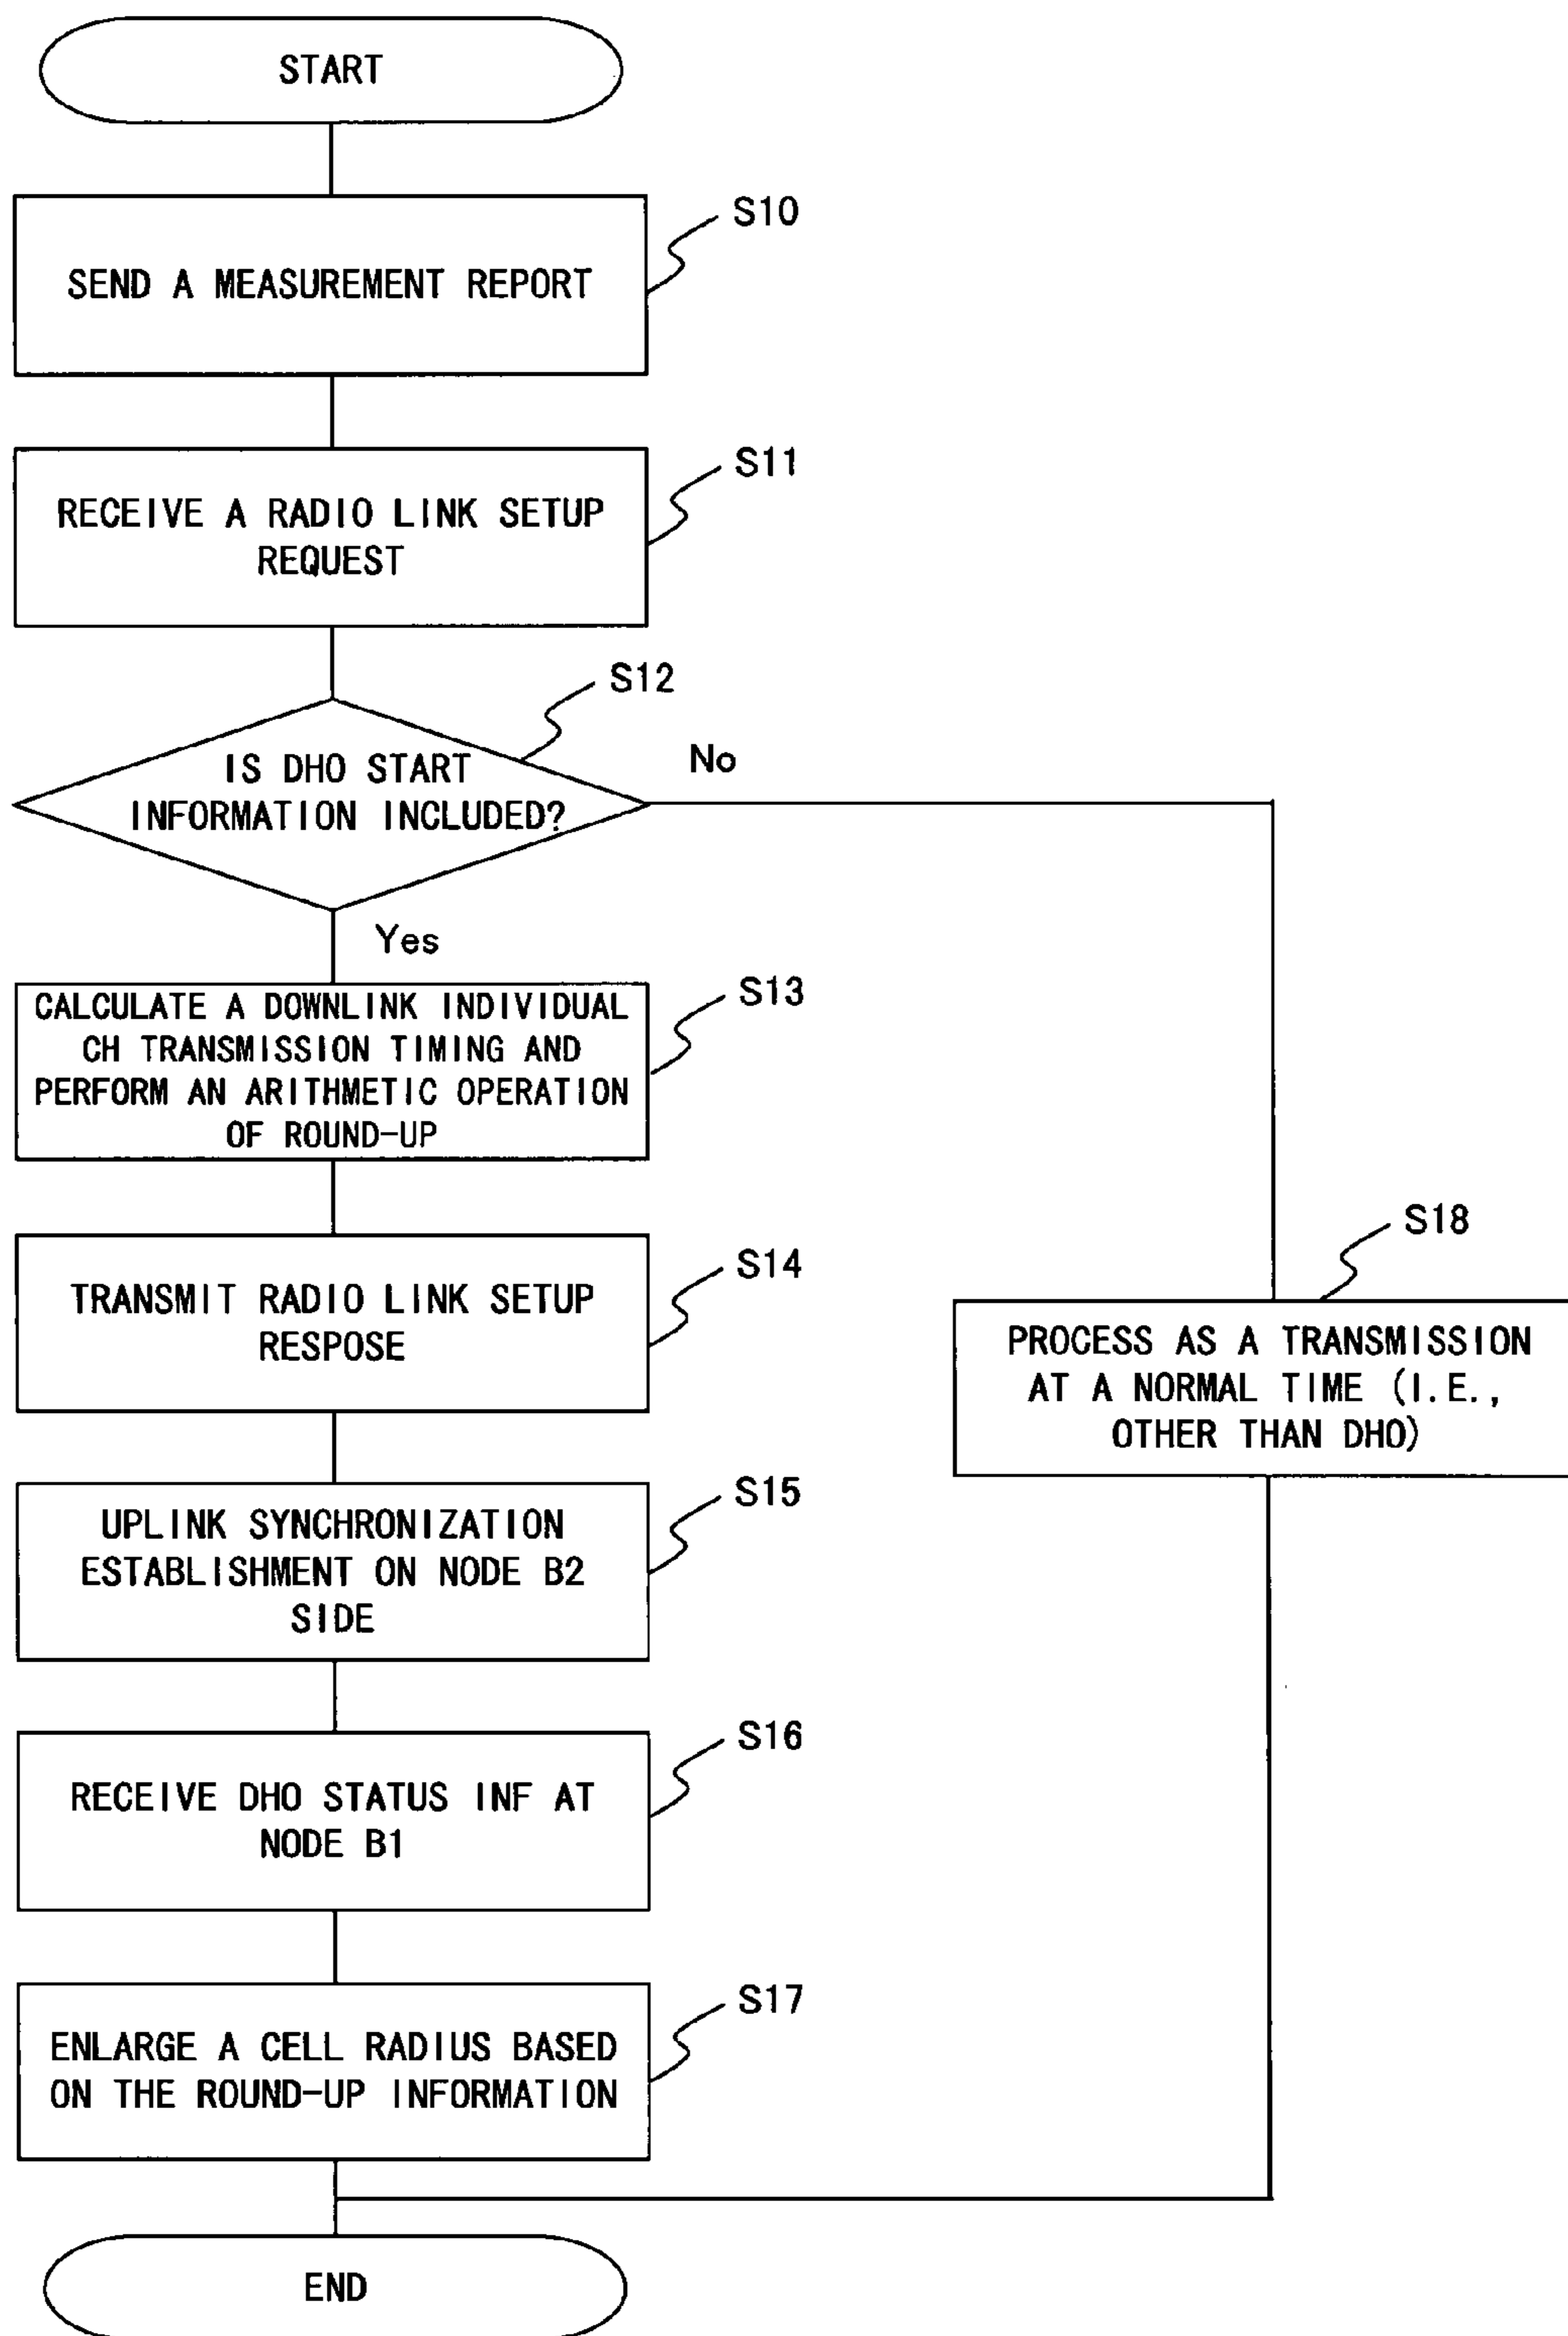 START
S10
SEND A MEASUREMENT REPORT
S11
RECEIVE A RADIO LINK SETUP
REQUEST
S12
IS DHO START
INFORMATION INCLUDED?
No
Yes
S13
CALCULATE A DOWNLINK INDIVIDUAL
CH TRANSMISSION TIMING AND
PERFORM AN ARITHMETIC OPERATION
OF ROUND-UP
S14
TRANSMIT RADIO LINK SETUP
RESPOSE
S18
PROCESS AS A TRANSMISSION
AT A NORMAL TIME (I.E.,
OTHER THAN DHO)
S15
UPLINK SYNCHRONIZATION
ESTABLISHMENT ON NODE B2
SIDE
S16
RECEIVE DHO STATUS INF AT
NODE B1
S17
ENLARGE A CELL RADIUS BASED
ON THE ROUND-UP INFORMATION
END